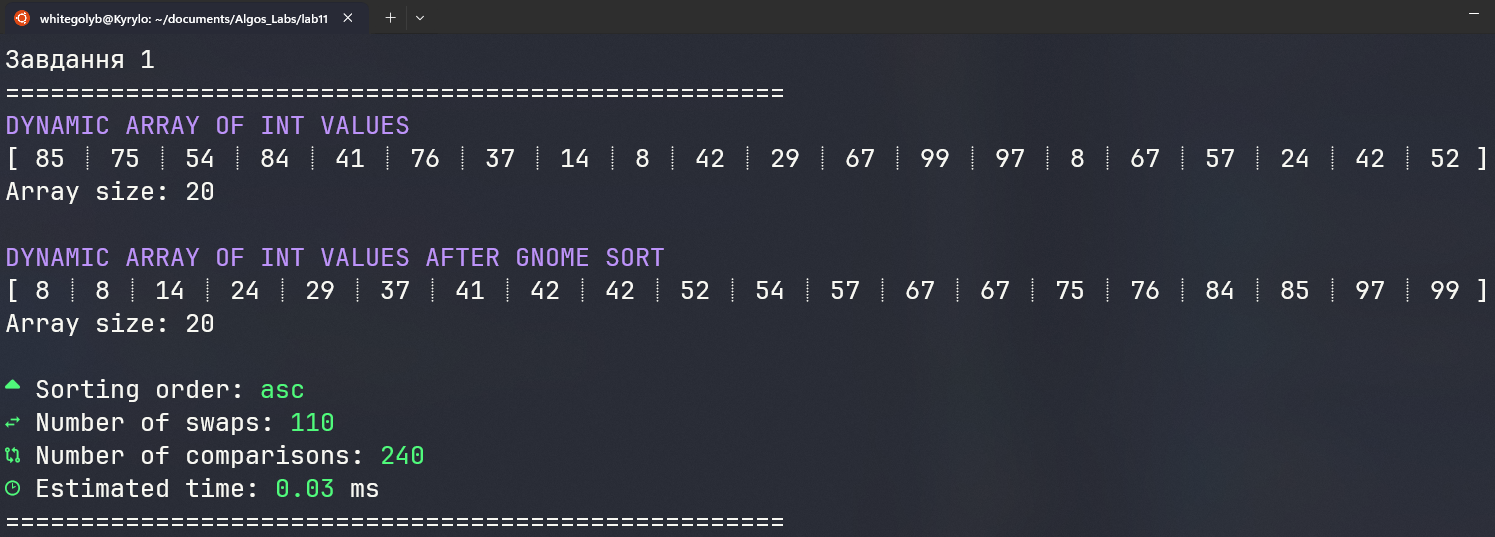 whitegolyb@Kyrylo: ~/documents/Algos_Labs/lab11
Завдання 1
====================================================
DYNAMIC ARRAY OF INT VALUES
[ 85 ┊ 75 ┊ 54 ┊ 84 ┊ 41 ┊ 76 ┊ 37 ┊ 14 ┊ 8 ┊ 42 ┊ 29 ┊ 67 ┊ 99 ┊ 97 ┊ 8 ┊ 67 ┊ 57 ┊ 24 ┊ 42 ┊ 52 ]
Array size: 20
DYNAMIC ARRAY OF INT VALUES AFTER GNOME SORT
[ 8 ┊ 8 ┊ 14 ┊ 24 ┊ 29 ┊ 37 ┊ 41 ┊ 42 ┊ 42 ┊ 52 ┊ 54 ┊ 57 ┊ 67 ┊ 67 ┊ 75 ┊ 76 ┊ 84 ┊ 85 ┊ 97 ┊ 99 ]
Array size: 20
Sorting order: asc
Number of swaps: 110
Number of comparisons: 240
Estimated time: 0.03 ms
====================================================